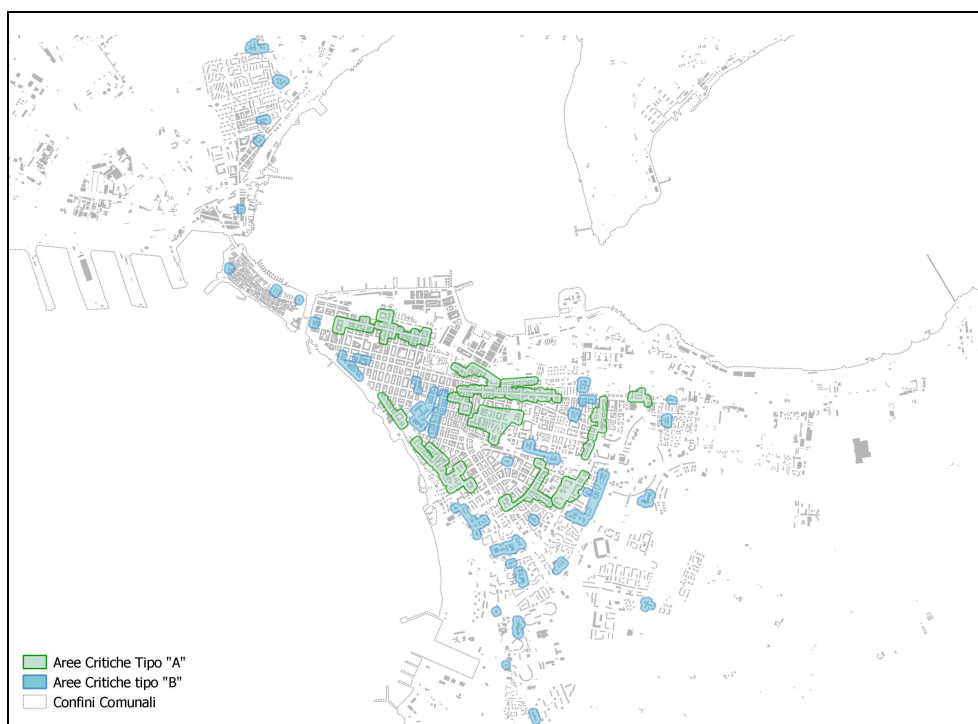 Aree Critiche Tipo "A"
Aree Critiche tipo "B"
Confini Comunali